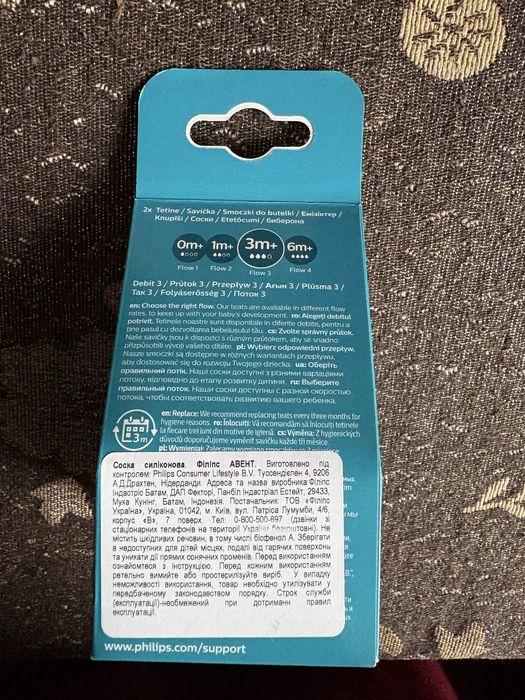 2x Tetine / Savička / Smoczki do butelki / Емізіктер /
Knupīši / Соски / Etetőcumi / биберона
0m+ 1m+ 3m+ 6m+
Flow 1 Flow 2 Flow 3 Flow 4
Debit 3 / Průtok 3 / Przepływ 3 / Ағын 3 / Plūsma 3 /
Так 3 / Folyáserősség 3 / Поток 3
en: Choose the right flow. Our teats are available in different flow
rates, to keep up with your baby's development. ro: Alegeți debitul
potrivit. Tetinele noastre sunt disponibile în diferite debite, pentru a
ține pasul cu dezvoltarea bebelușului tău. cs: Zvolte správný průtok.
Naše savičky jsou k dispozici s různým průtokem, aby se snadno
přizpůsobili vývoji vašeho dítěte. pl: Wybierz odpowiedni przepływ.
Nasze smoczki są dostępne w różnych wariantach przepływu,
aby dostosować się do rozwoju Twojego dziecka. ua: Оберіть
правильний потік. Наші соски доступні з різними варіаціями
потоку, відповідно до етапу розвитку дитини. ru: Выберите
правильный поток. Наши соски доступны с разным потоком,
чтобы соответствовать развитию вашего ребенка.
en: Replace: We recommend replacing teats every three months for
hygiene reasons. ro: Înlocuiți: Vă recomandăm să înlocuiți tetinele
la fiecare trei luni din motive de igienă. cs: Výměna: Z hygienických
důvodů doporučujeme vyměnit savičku každé tři měsíce.
3m
pl: Wymieniaj: Zalecamy wymianę smoczków co 3 miesiące
Соска силіконова Філіпс АВЕНТ. Виготовлено під
контролем: Philips Consumer Lifestyle B.V. Туссендієпен 4, 9206
А.Д.Драхтен, Нідерланди. Адреса та назва виробника:Філіпс
Індастріс Батам, ДАП Фекторі, Панбіл Індастріал Естейт, 29433,
Мука Кунінг, Батам, Індонезія. Постачальник: ТОВ «Філіпс
Україна», Україна, 01042, м. Київ, вул. Патріса Лумумби, 4/6,
корпус «В», 7 поверх. Тел: 0-800-500-697 (дзвінки зі
стаціонарних телефонів на території України безкоштовні). Не
містить шкідливих речовин, в тому числі бісфенол А. Зберігати
в недоступних для дітей місцях, подалі від гарячих поверхонь
та уникати дії прямих сонячних променів. Перед використанням
ознайомтеся з інструкцією. Перед кожним використанням
ретельно вимийте або простерилізуйте виріб. У випадку
неможливості використання, товар необхідно утилізувати у
передбаченому законодавством порядку. Строк служби
(експлуатації)-необмежений при дотриманні правил
експлуатації.
www.philips.com/support